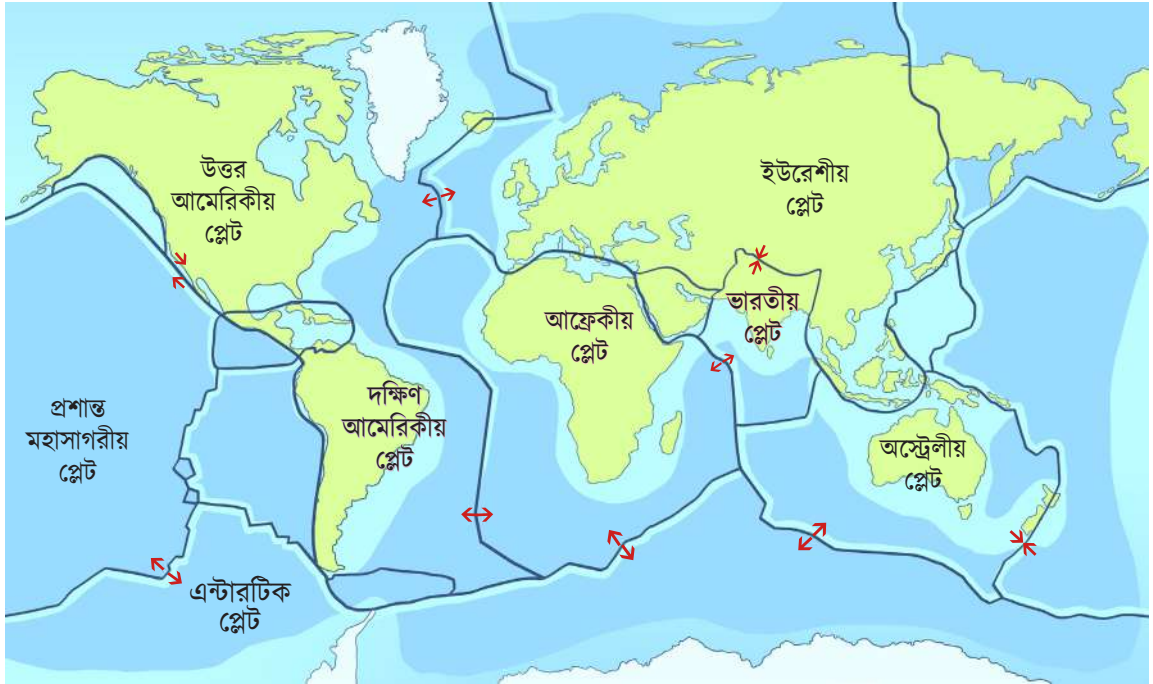 উত্তর
আমেরিকীয়
প্লেট
ইউরেশীয়
প্লেট
ভারতীয়
প্লেট
আফ্রেকীয়
প্লেট
দক্ষিণ
আমেরিকীয়
প্লেট
প্রশান্ত
মহাসাগরীয়
প্লেট
অস্ট্রেলীয়
প্লেট
এন্টারটিক
প্লেট